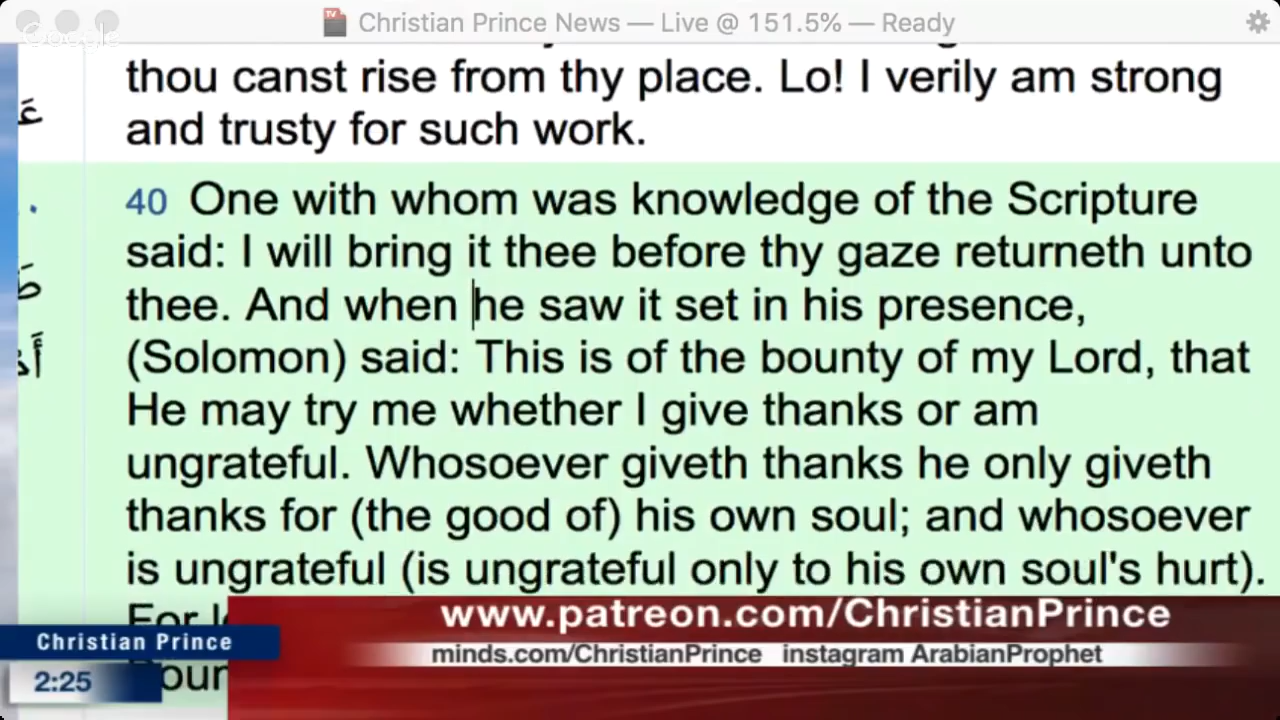 Christian Prince News — Live @ 151.5% — Ready
Google
thou canst rise from thy place. Lo! I verily am strong
and trusty for such work.
40 One with whom was knowledge of the Scripture
said: I will bring it thee before thy gaze returneth unto
thee. And when he saw it set in his presence,
(Solomon) said: This is of the bounty of my Lord, that
He may try me whether I give thanks or am
ungrateful. Whosoever giveth thanks he only giveth
thanks for (the good of) his own soul; and whosoever
is ungrateful (is ungrateful only to his own soul's hurt).
For
www.patreon.com/ChristianPrince
Christian Prince
minds.com/ChristianPrince instagram ArabianProphet
2:25